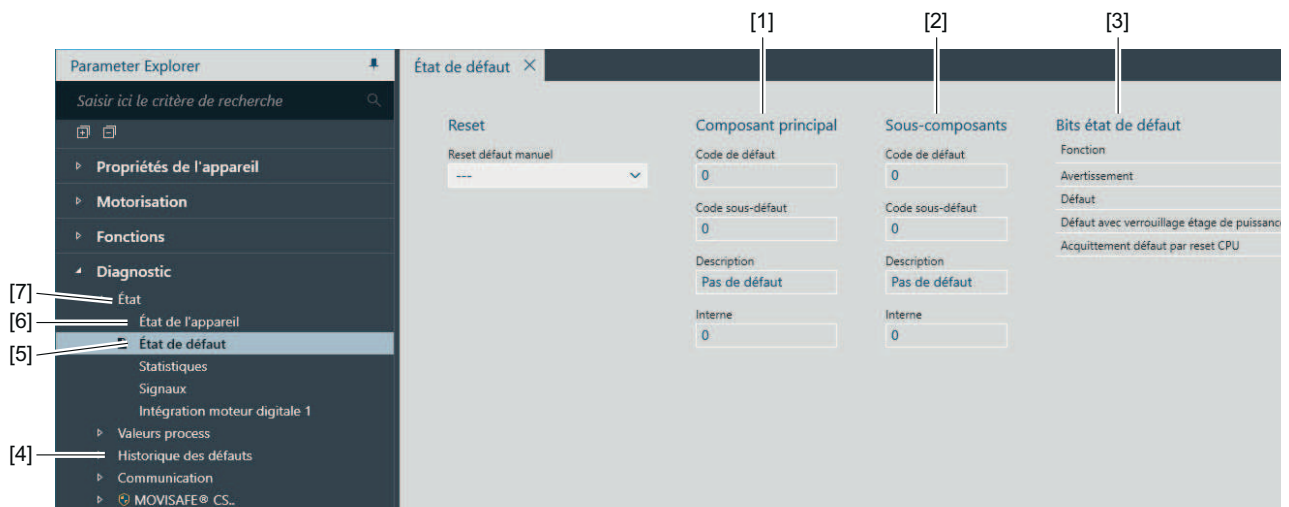 [1] [2] [3]
Parameter Explorer
État de défaut
Saisir ici le critère de recherche
Propriétés de l'appareil
Motorisation
Fonctions
Diagnostic
[7] État
[6] État de l'appareil
[5] État de défaut
Statistiques
Signaux
Intégration moteur digitale 1
Valeurs process
[4] Historique des défauts
Communication
MOVISAFE® CS..
Reset
Reset défaut manuel
---
Composant principal
Code de défaut
0
Code sous-défaut
0
Description
Pas de défaut
Interne
0
Sous-composants
Code de défaut
0
Code sous-défaut
0
Description
Pas de défaut
Interne
0
Bits état de défaut
Fonction
Avertissement
Défaut
Défaut avec verrouillage étage de puissance
Acquittement défaut par reset CPU